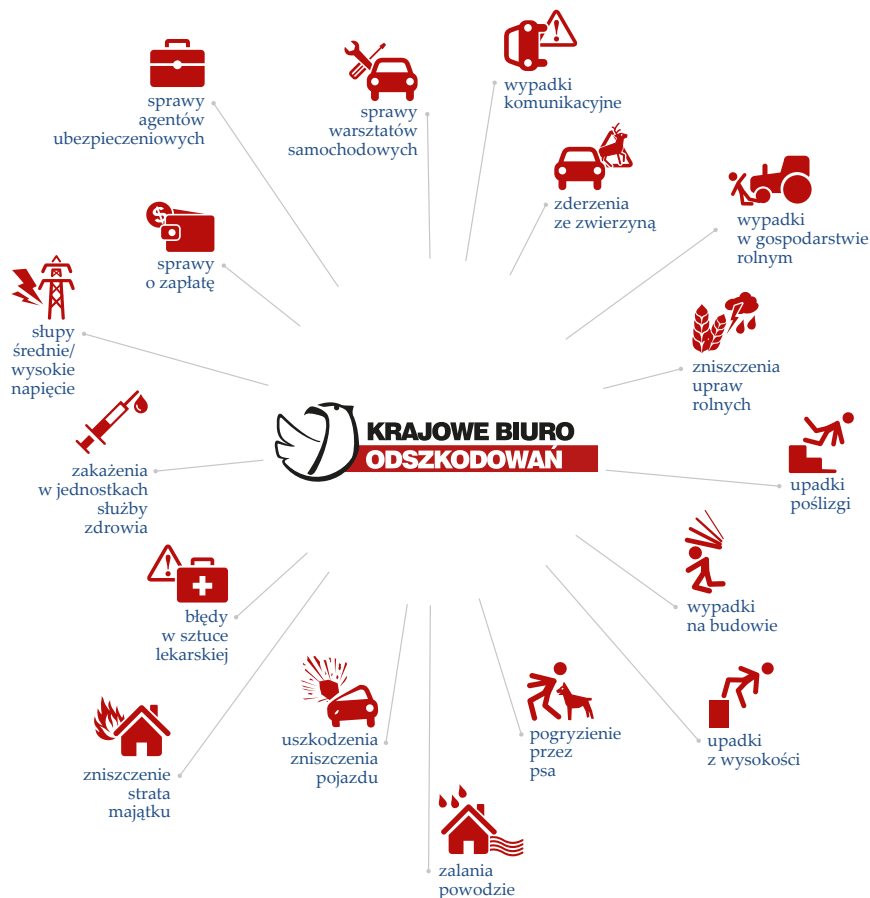 sprawy
agentów
ubezpieczeniowych
sprawy
warsztatów
samochodowych
wypadki
komunikacyjne
zderzenia
ze zwierzyną
wypadki
w gospodarstwie
rolnym
sprawy
o zapłatę
słupy
średnie/
wysokie
napięcie
zniszczenia
upraw
rolnych
KRAJOWE BIURO
ODSZKODOWAŃ
zakażenia
w jednostkach
służby
zdrowia
upadki
poślizgi
błędy
w sztuce
lekarskiej
wypadki
na budowie
zniszczenie
strata
majątku
uszkodzenia
zniszczenia
pojazdu
pogryzienie
przez
psa
upadki
z wysokości
zalania
powodzie